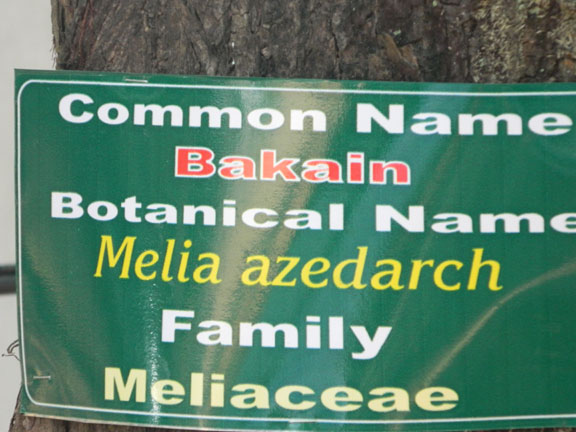 Common Name
Bakain
Botanical Name
Melia azedarch
Family
Meliaceae